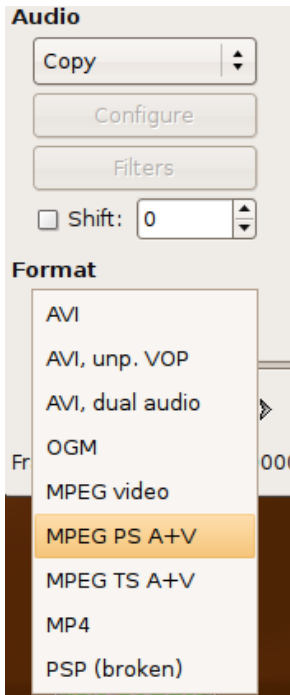 Audio
Copy
Configure
Filters
Shift: 0
Format
AVI
AVI, unp. VOP
AVI, dual audio
OGM
MPEG video
MPEG PS A+V
MPEG TS A+V
MP4
PSP (broken)